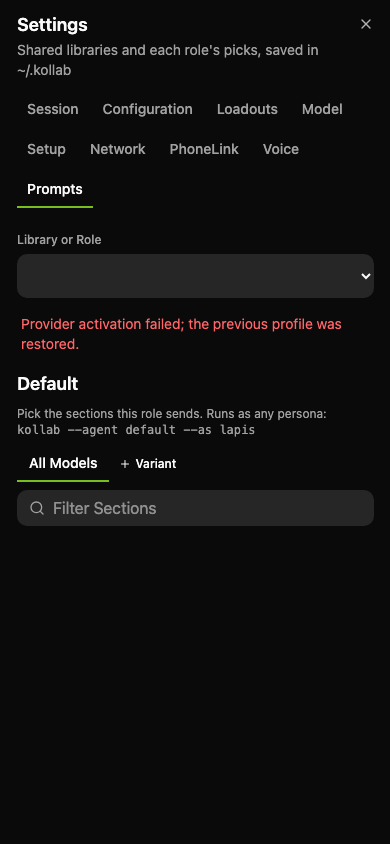 Settings
Shared libraries and each role's picks, saved in
~/.kollab
Session Configuration Loadouts Model
Setup Network PhoneLink Voice
Prompts
Library or Role
Provider activation failed; the previous profile was
restored.
Default
Pick the sections this role sends. Runs as any persona:
kollab --agent default --as lapis
All Models + Variant
Filter Sections